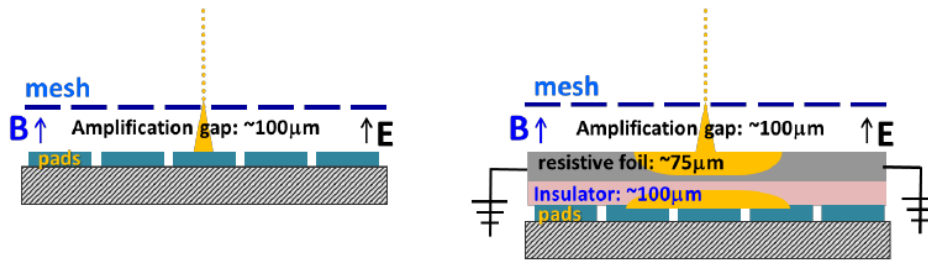 mesh
B ↑ Amplification gap: ~100μm ↑ E
pads
mesh
B ↑ Amplification gap: ~100μm ↑ E
resistive foil: ~75μm
Insulator: ~100μm
pads